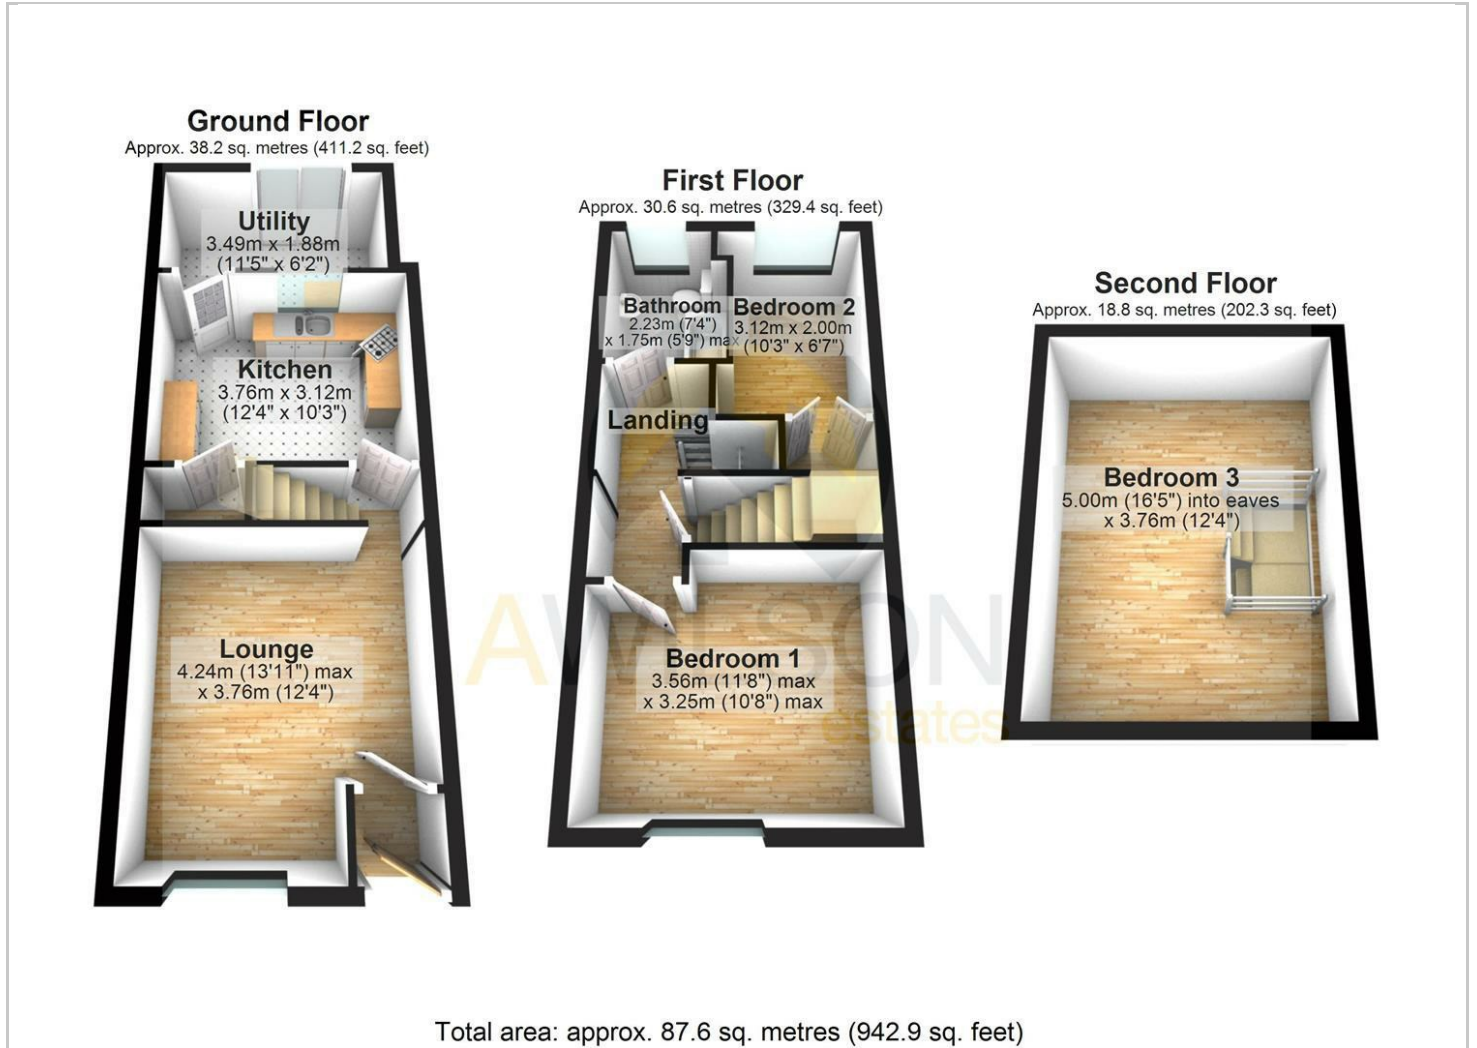 Ground Floor
Approx. 38.2 sq. metres (411.2 sq. feet)
Utility
3.49m x 1.88m
(11'5" x 6'2")
Kitchen
3.76m x 3.12m
(12'4" x 10'3")
Lounge
4.24m (13'11") max
x 3.76m (12'4")
First Floor
Approx. 30.6 sq. metres (329.4 sq. feet)
Bathroom
2.23m (7'4")
x 1.75m (5'9") max
Bedroom 2
3.12m x 2.00m
(10'3" x 6'7")
Landing
Bedroom 1
3.56m (11'8") max
x 3.25m (10'8") max
Second Floor
Approx. 18.8 sq. metres (202.3 sq. feet)
Bedroom 3
5.00m (16'5") into eaves
x 3.76m (12'4")
AWILSON
estates
Total area: approx. 87.6 sq. metres (942.9 sq. feet)